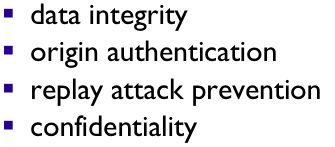 ▪ data integrity
▪ origin authentication
▪ replay attack prevention
▪ confidentiality